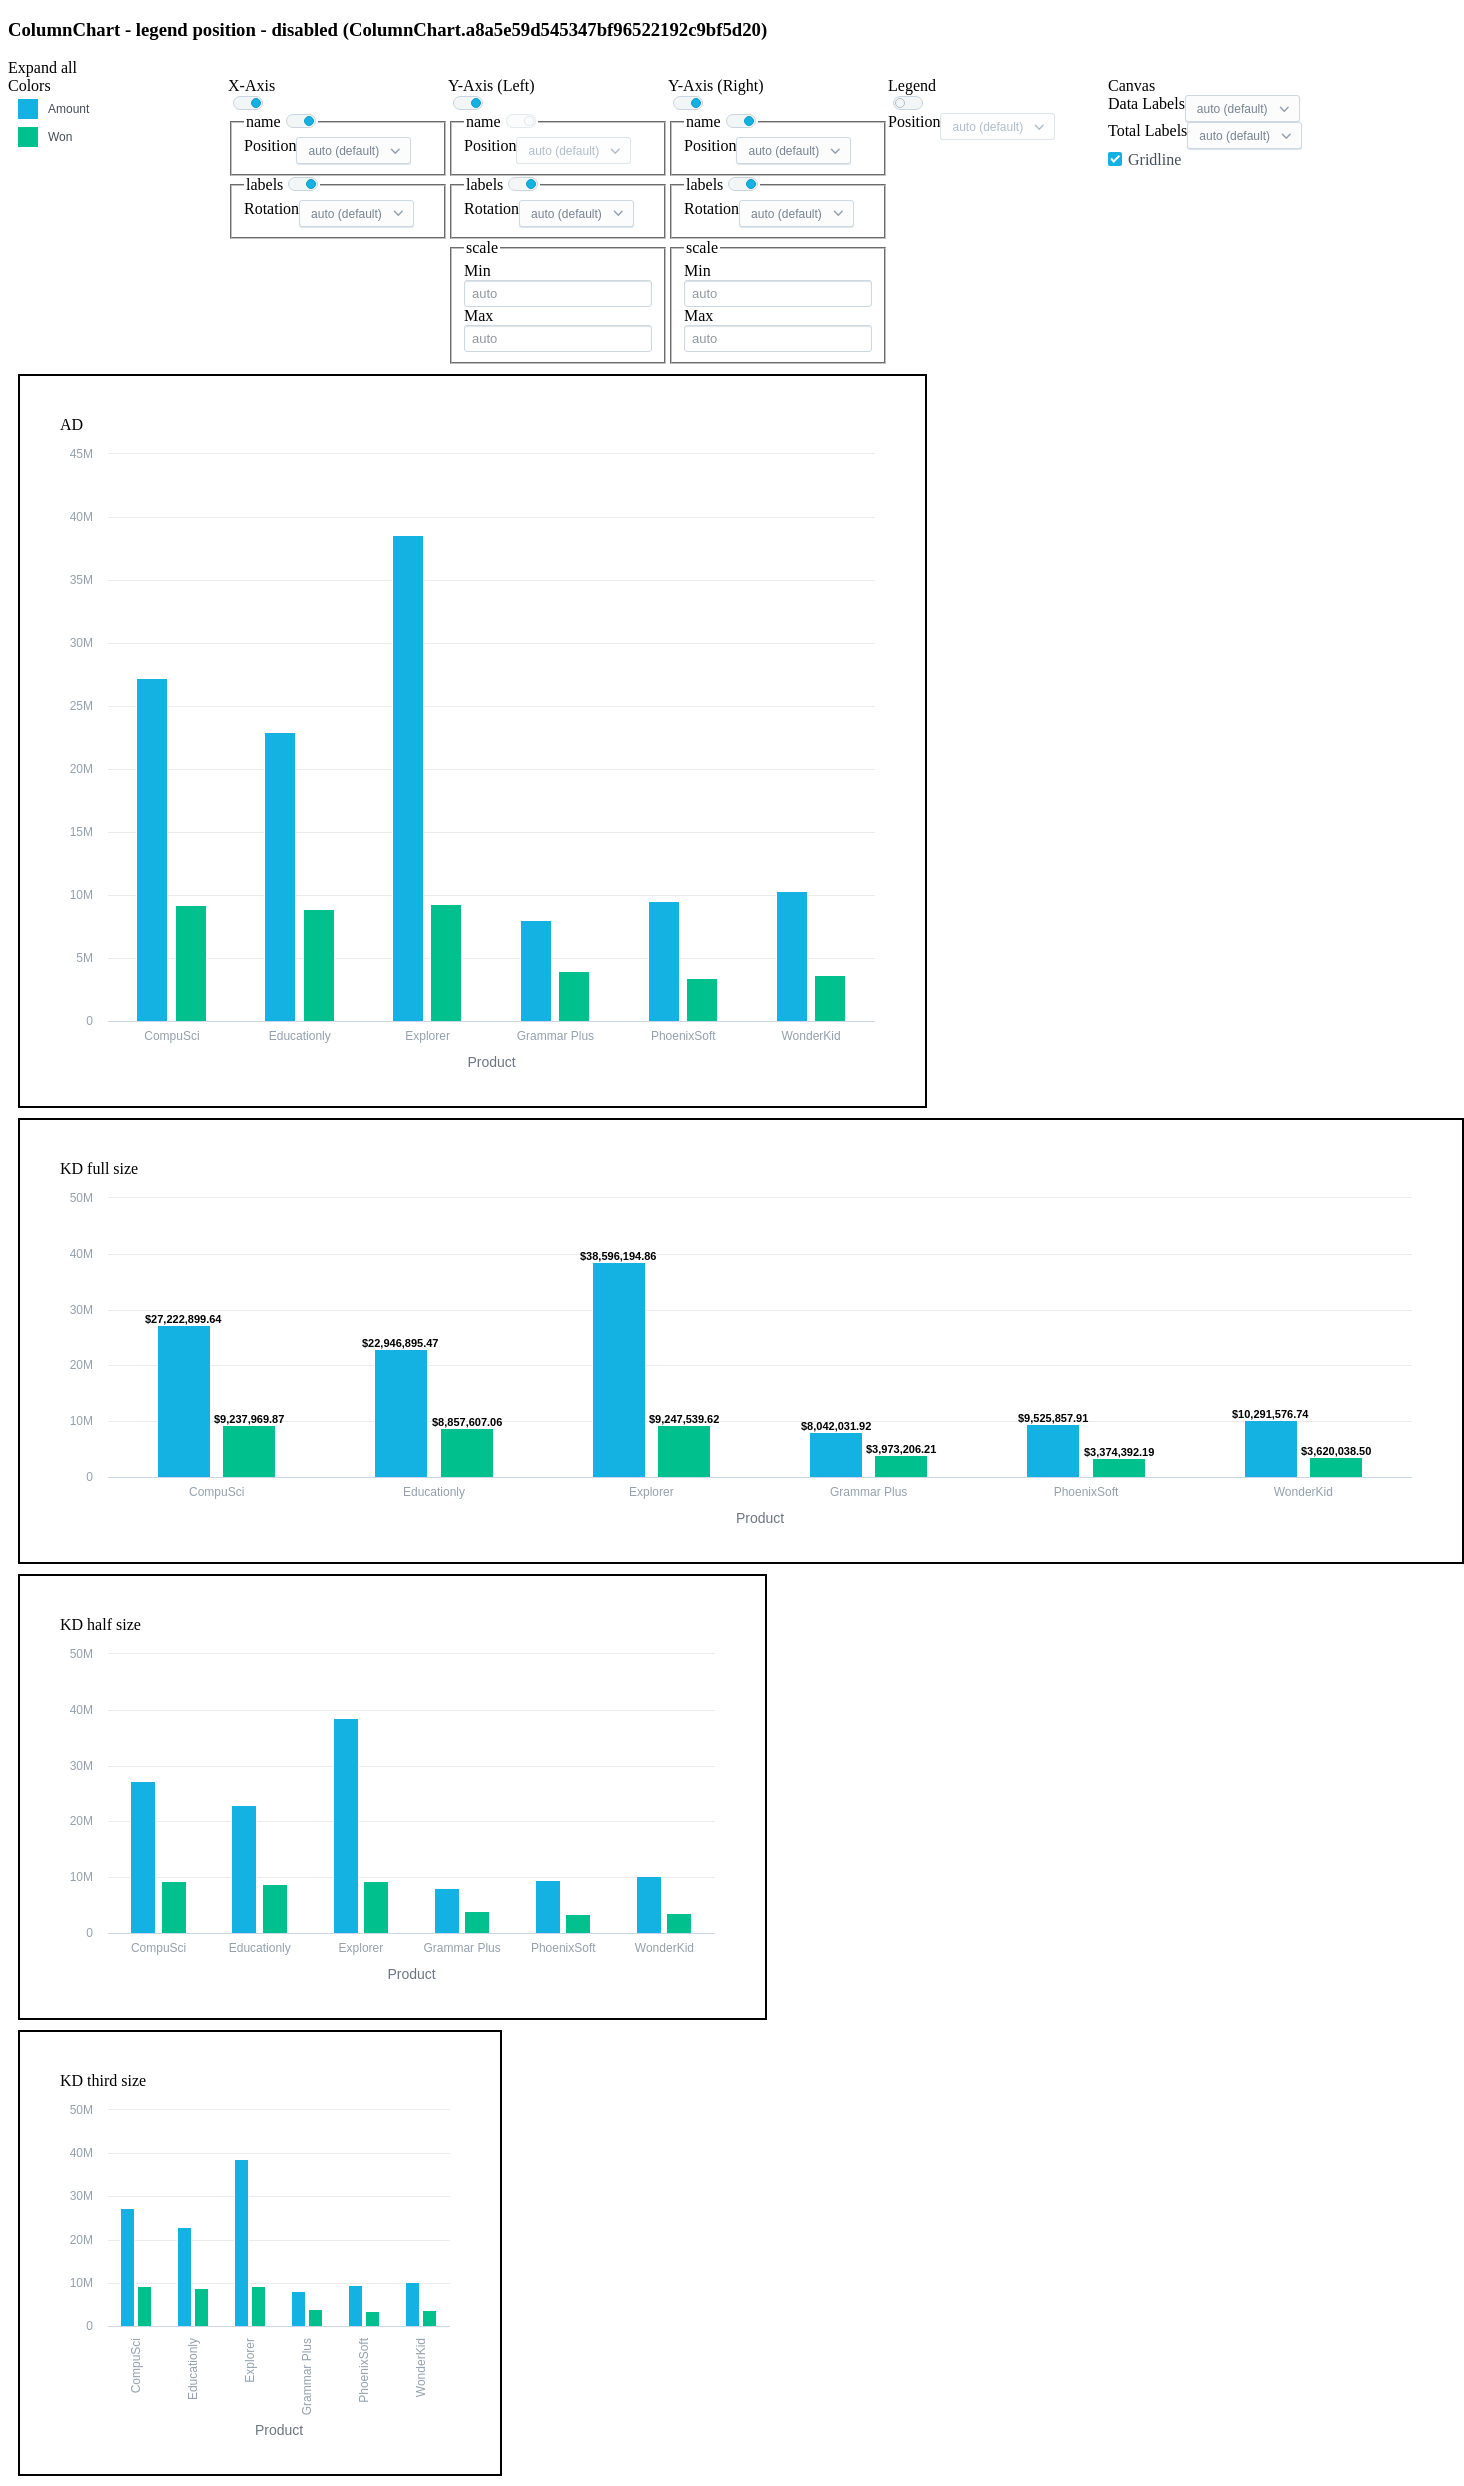 ColumnChart - legend position - disabled (ColumnChart.a8a5e59d545347bf96522192c9bf5d20)
Expand all
Colors
Amount
Won
X-Axis
name
Position auto (default)
labels
Rotation auto (default)
Y-Axis (Left)
name
Position auto (default)
labels
Rotation auto (default)
scale
Min
auto
Max
auto
Y-Axis (Right)
name
Position auto (default)
labels
Rotation auto (default)
scale
Min
auto
Max
auto
Legend
Position auto (default)
Canvas
Data Labels auto (default)
Total Labels auto (default)
Gridline
AD
45M
40M
35M
30M
25M
20M
15M
10M
5M
0
CompuSci Educationly Explorer Grammar Plus PhoenixSoft WonderKid
Product
KD full size
50M
40M
30M
20M
10M
0
$38,596,194.86
$27,222,899.64
$22,946,895.47
$9,237,969.87
$8,857,607.06
$9,247,539.62
$8,042,031.92
$3,973,206.21
$9,525,857.91
$3,374,392.19
$10,291,576.74
$3,620,038.50
CompuSci Educationly Explorer Grammar Plus PhoenixSoft WonderKid
Product
KD half size
50M
40M
30M
20M
10M
0
CompuSci Educationly Explorer Grammar Plus PhoenixSoft WonderKid
Product
KD third size
50M
40M
30M
20M
10M
0
CompuSci
Educationly
Explorer
Grammar Plus
PhoenixSoft
WonderKid
Product